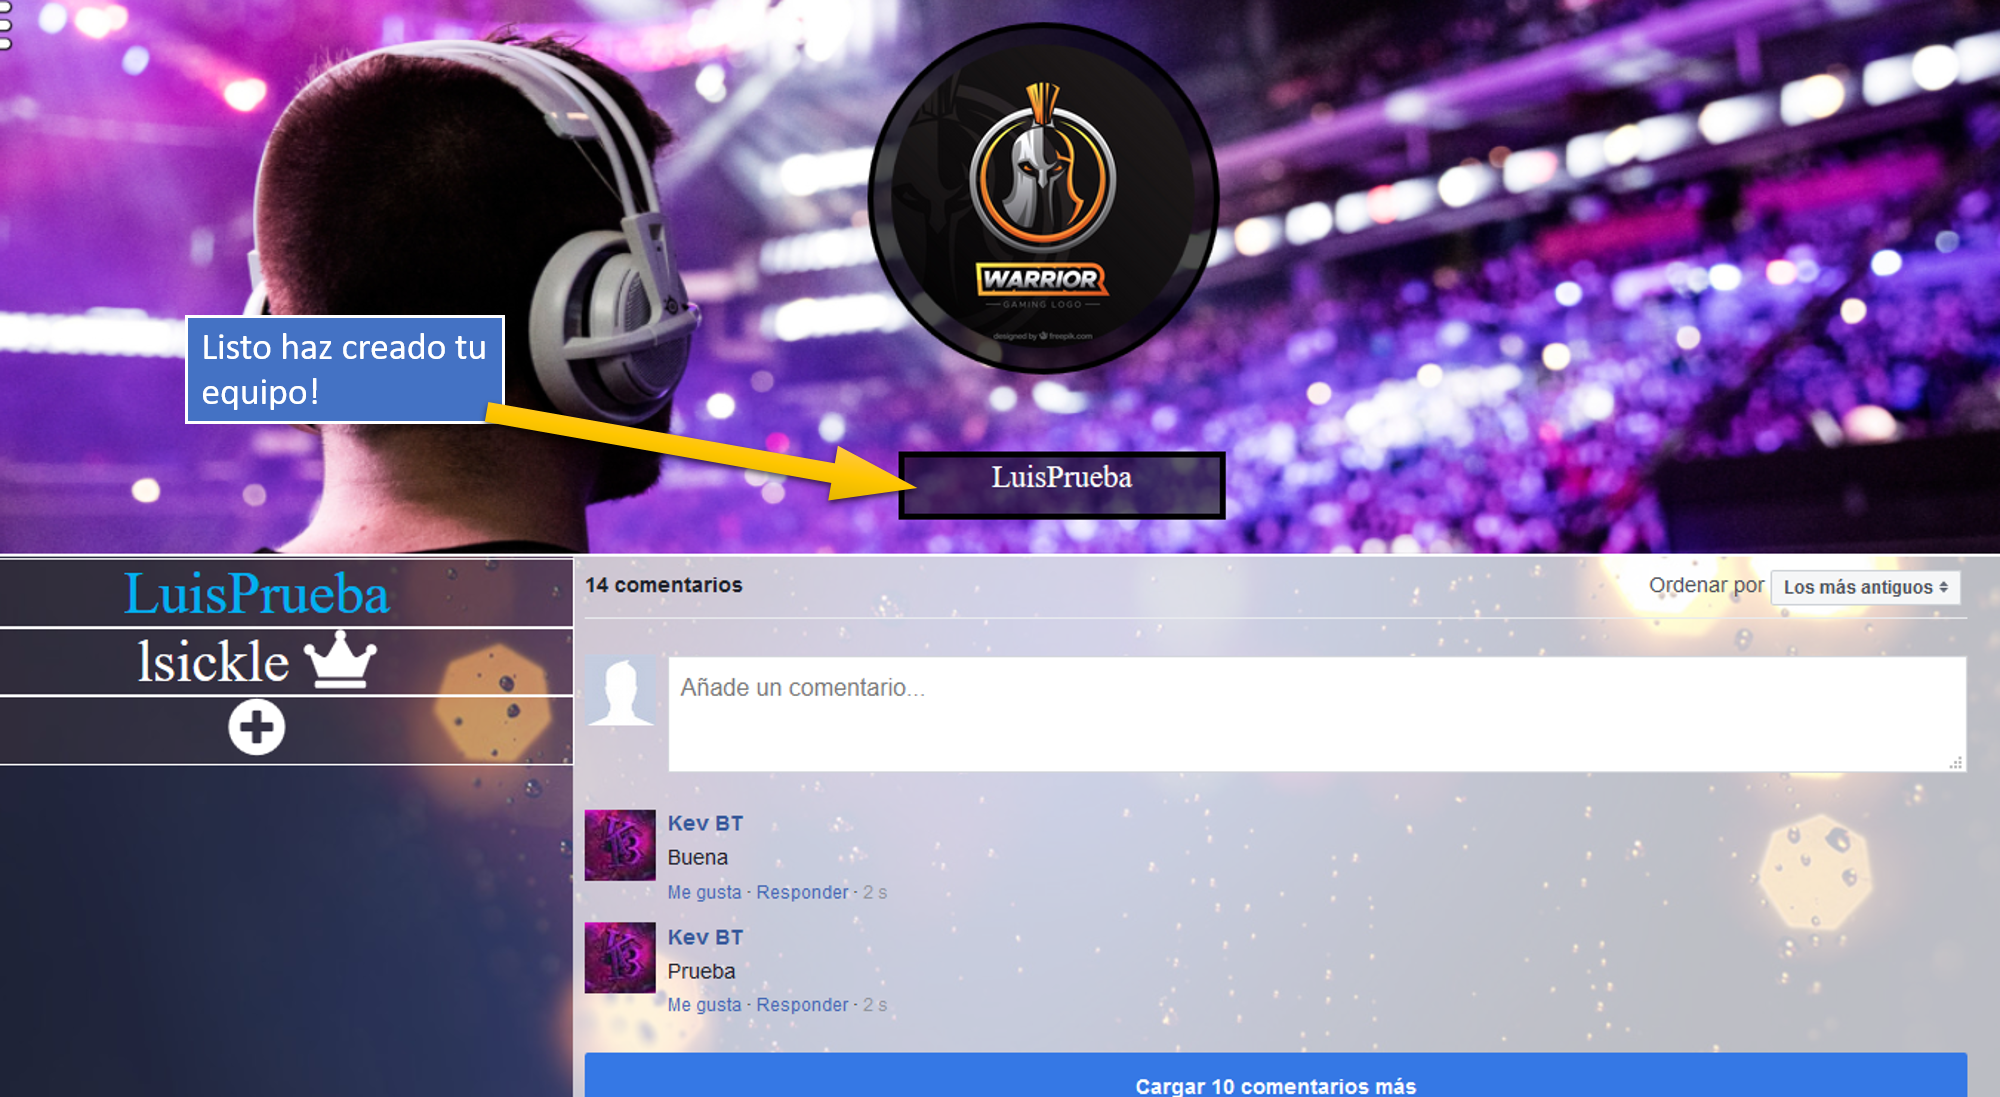 WARRIOR
GAMING LOGO
designed by freepik.com
Listo haz creado tu
equipo!
LuisPrueba
LuisPrueba
lsickle
14 comentarios
Ordenar por Los más antiguos
Añade un comentario...
Kev BT
Buena
Me gusta · Responder · 2 s
Kev BT
Prueba
Me gusta · Responder · 2 s
Cargar 10 comentarios más